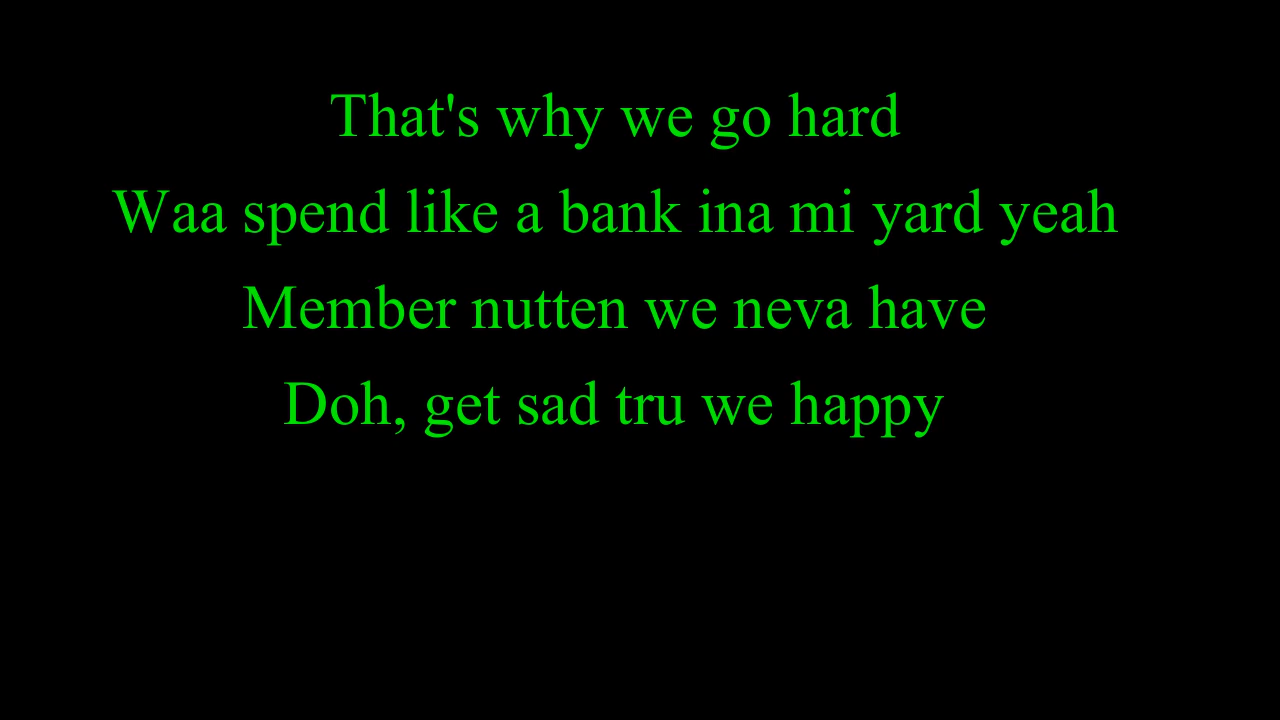 That's why we go hard
Waa spend like a bank ina mi yard yeah
Member nutten we neva have
Doh, get sad tru we happy